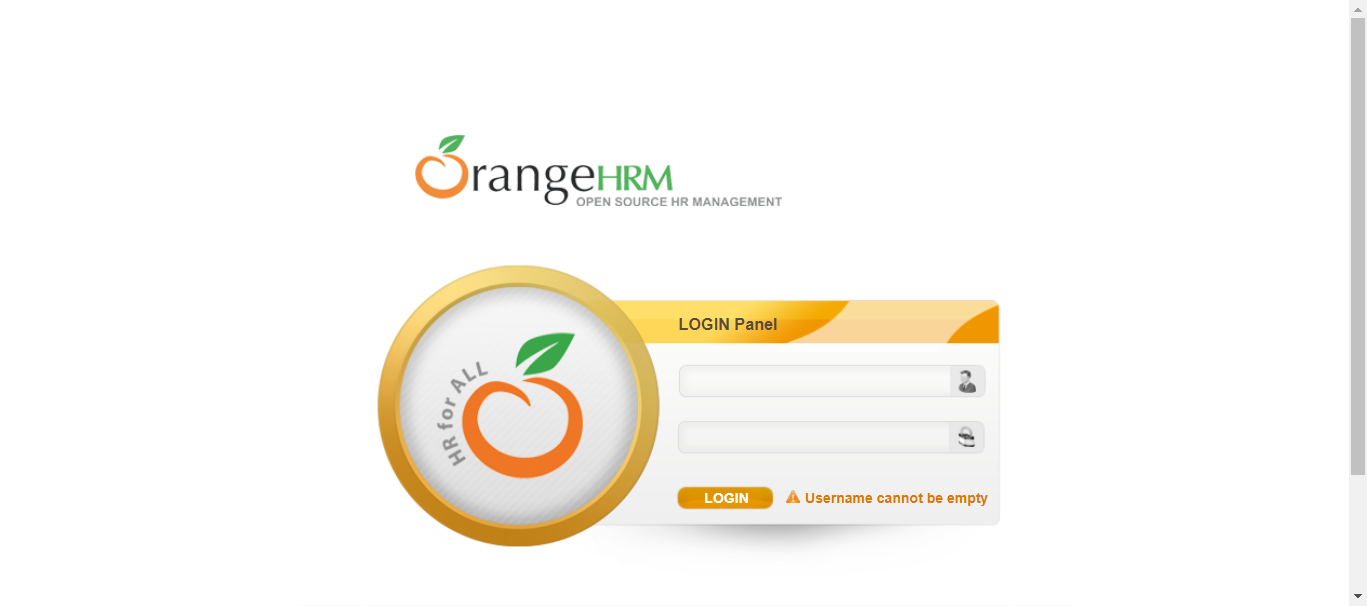 OrangeHRM
OPEN SOURCE HR MANAGEMENT
HR for ALL
LOGIN Panel
LOGIN
Username cannot be empty